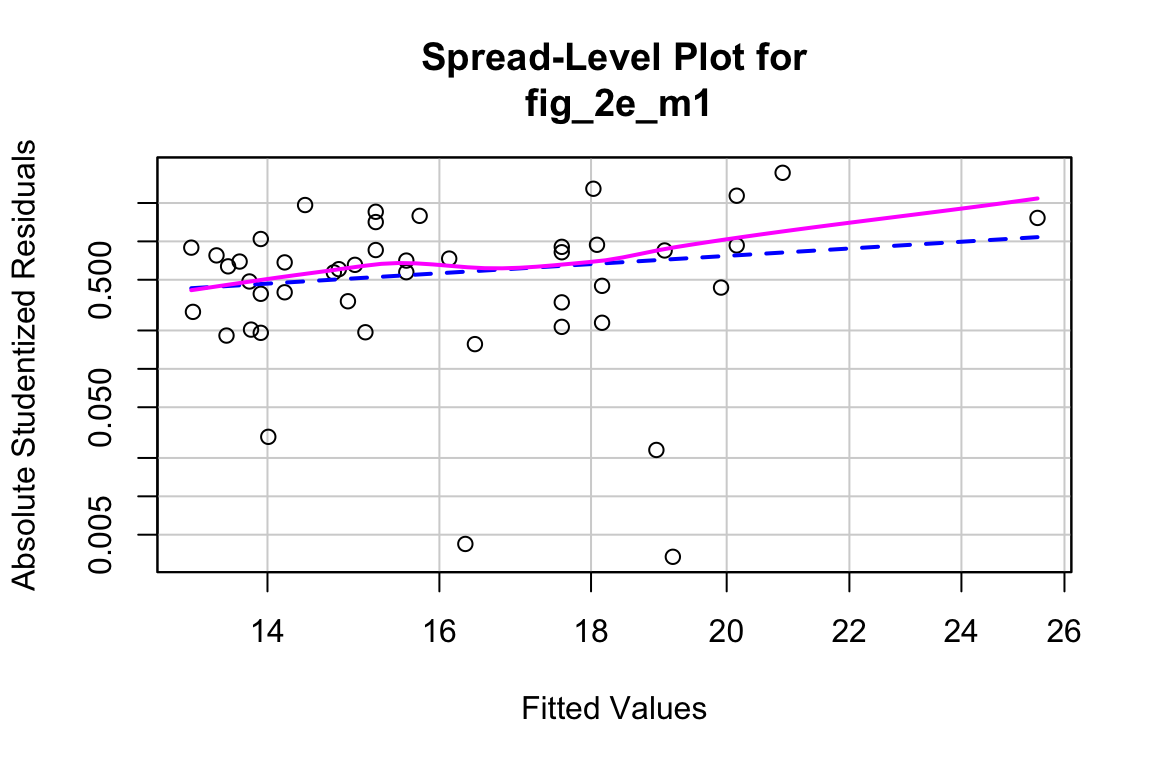 Spread-Level Plot for
fig_2e_m1
Absolute Studentized Residuals
0.500
0.050
0.005
14 16 18 20 22 24 26
Fitted Values